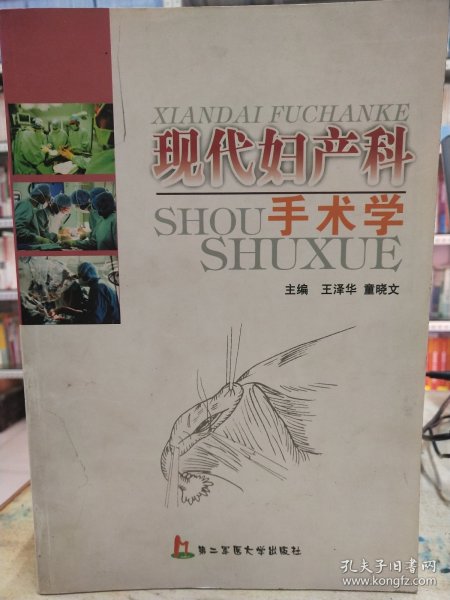 XIANDAI FUCHANKE
现代妇产科
SHOU 手术学
SHUXUE
主编 王泽华 童晓文
第二军医大学出版社
孔夫子旧书网
www.kongfz.com